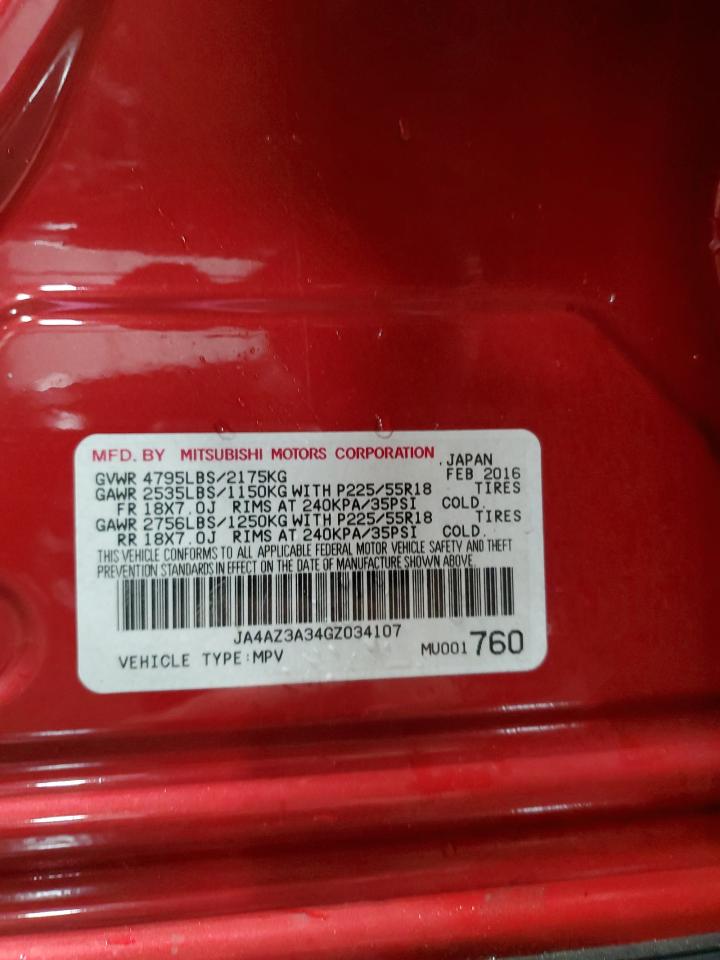 MFD. BY MITSUBISHI MOTORS CORPORATION, JAPAN
GVWR 4795LBS/2175KG FEB 2016
GAWR 2535LBS/1150KG WITH P225/55R18 TIRES
FR 18X7.0J RIMS AT 240KPA/35PSI COLD.
GAWR 2756LBS/1250KG WITH P225/55R18 TIRES
RR 18X7.0J RIMS AT 240KPA/35PSI COLD.
THIS VEHICLE CONFORMS TO ALL APPLICABLE FEDERAL MOTOR VEHICLE SAFETY AND THEFT
PREVENTION STANDARDS IN EFFECT ON THE DATE OF MANUFACTURE SHOWN ABOVE.
JA4AZ3A34GZ034107
VEHICLE TYPE:MPV MU001760